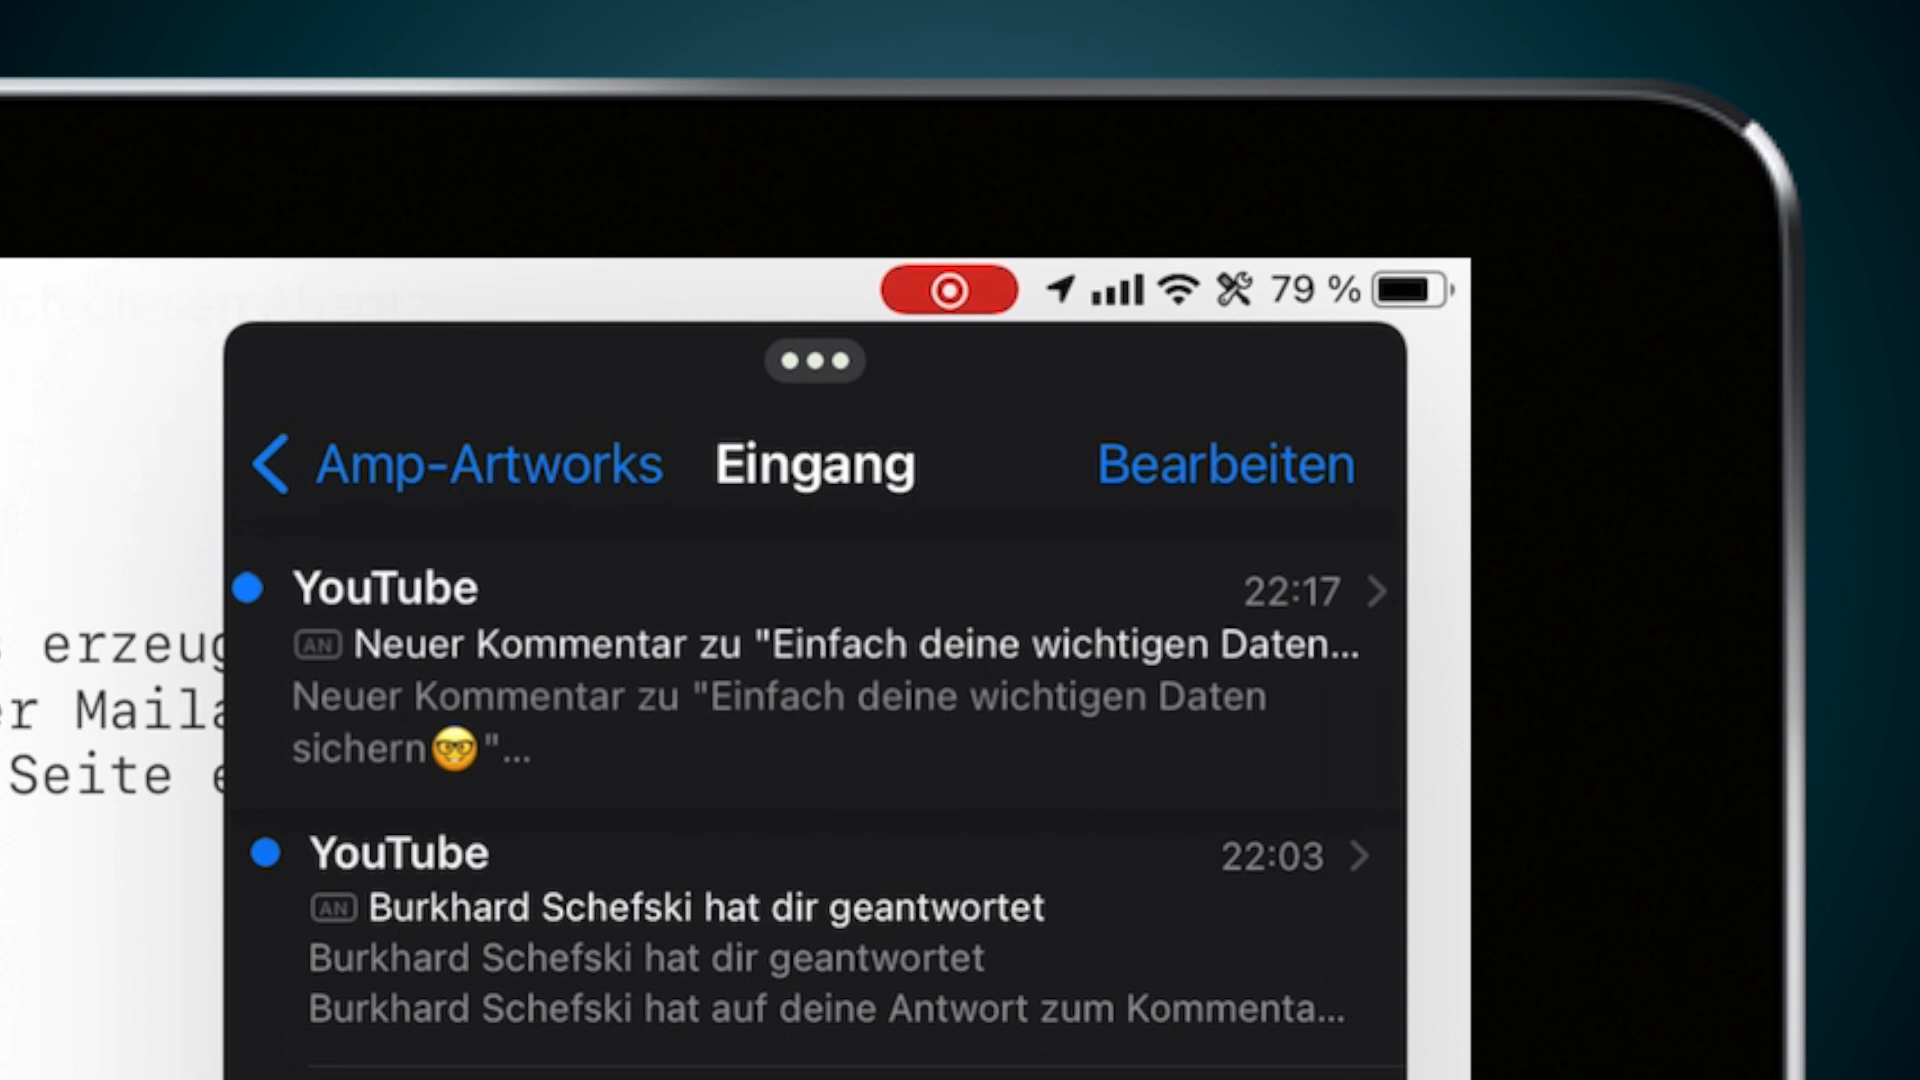 79 %
Amp-Artworks Eingang Bearbeiten
YouTube 22:17
AN Neuer Kommentar zu "Einfach deine wichtigen Daten...
Neuer Kommentar zu "Einfach deine wichtigen Daten
sichern🤓"...
erzeug
Mail
Seite
YouTube 22:03
AN Burkhard Schefski hat dir geantwortet
Burkhard Schefski hat dir geantwortet
Burkhard Schefski hat auf deine Antwort zum Kommenta...